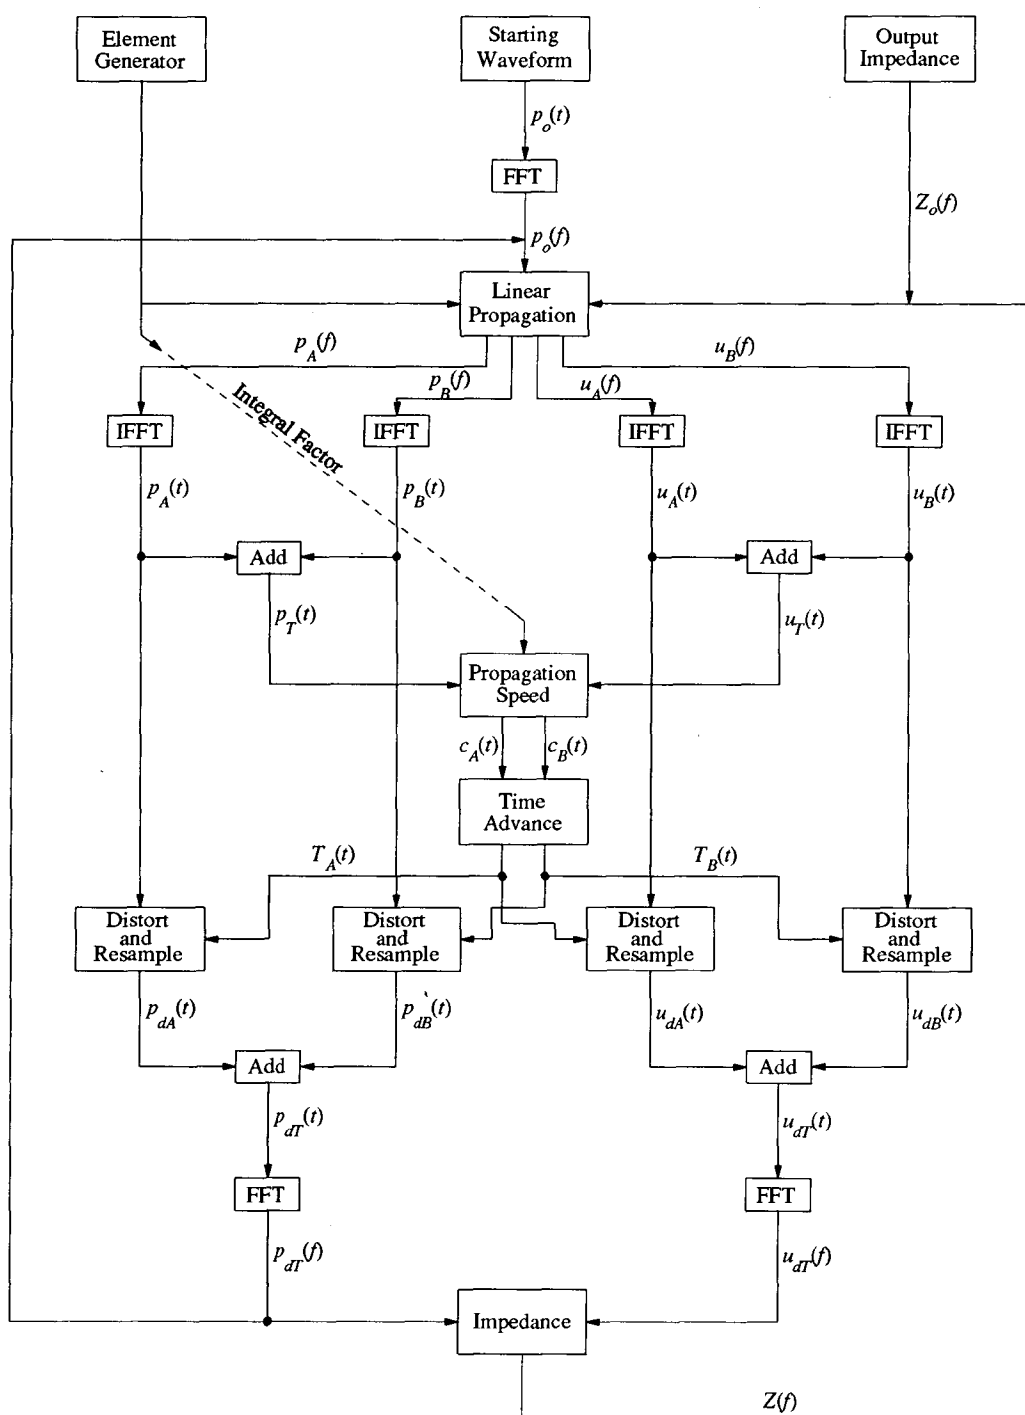 Element
Generator
Starting
Waveform
Output
Impedance
p_o(t)
FFT
Z_o(f)
p_o(f)
Linear
Propagation
p_A(f)
p_B(f)
u_A(f)
u_B(f)
Integral Factor
IFFT
IFFT
IFFT
IFFT
p_A(t)
p_B(t)
u_A(t)
u_B(t)
Add
Add
p_T(t)
u_T(t)
Propagation
Speed
c_A(t)
c_B(t)
Time
Advance
T_A(t)
T_B(t)
Distort
and
Resample
Distort
and
Resample
Distort
and
Resample
Distort
and
Resample
p_dA(t)
p_dB(t)
u_dA(t)
u_dB(t)
Add
Add
p_dT(t)
u_dT(t)
FFT
FFT
p_dT(f)
u_dT(f)
Impedance
Z(f)